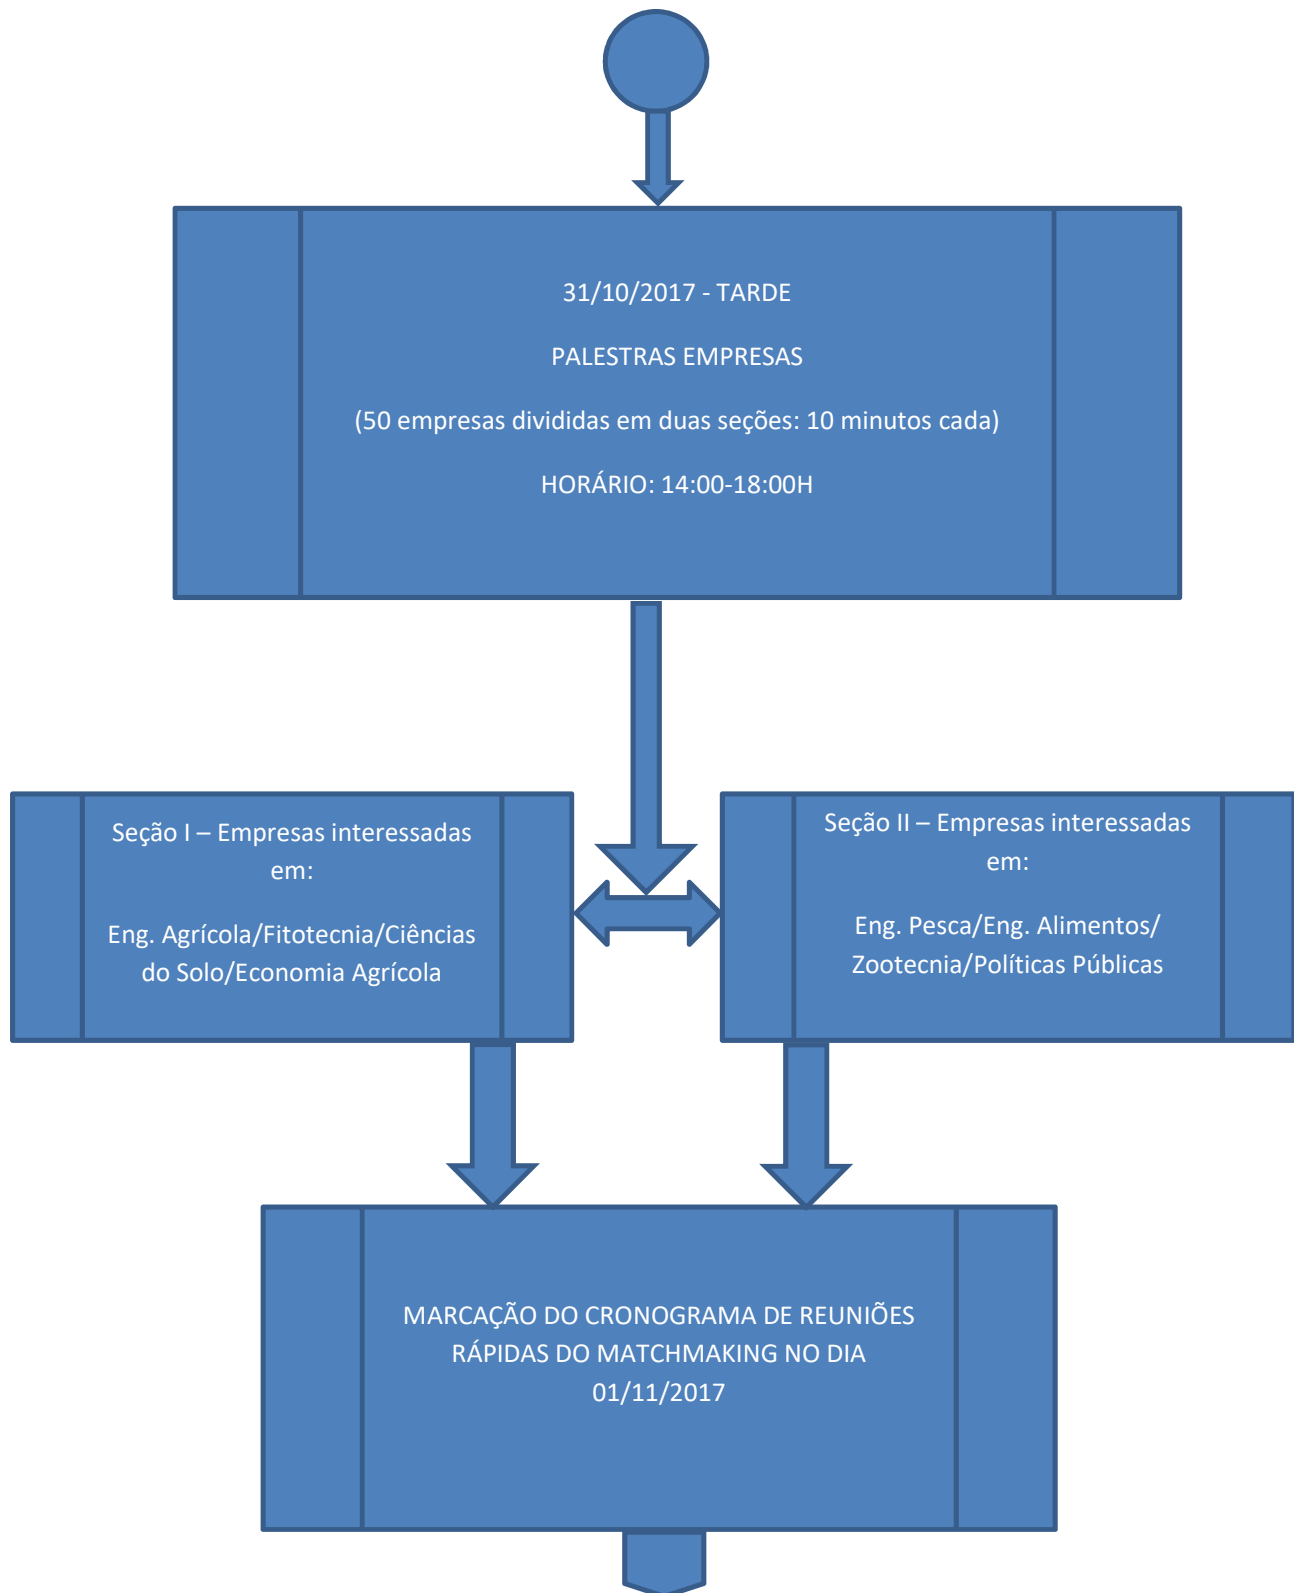 31/10/2017 - TARDE
PALESTRAS EMPRESAS
(50 empresas divididas em duas seções: 10 minutos cada)
HORÁRIO: 14:00-18:00H
Seção I – Empresas interessadas
em:
Eng. Agrícola/Fitotecnia/Ciências
do Solo/Economia Agrícola
Seção II – Empresas interessadas
em:
Eng. Pesca/Eng. Alimentos/
Zootecnia/Políticas Públicas
MARCAÇÃO DO CRONOGRAMA DE REUNIÕES
RÁPIDAS DO MATCHMAKING NO DIA
01/11/2017